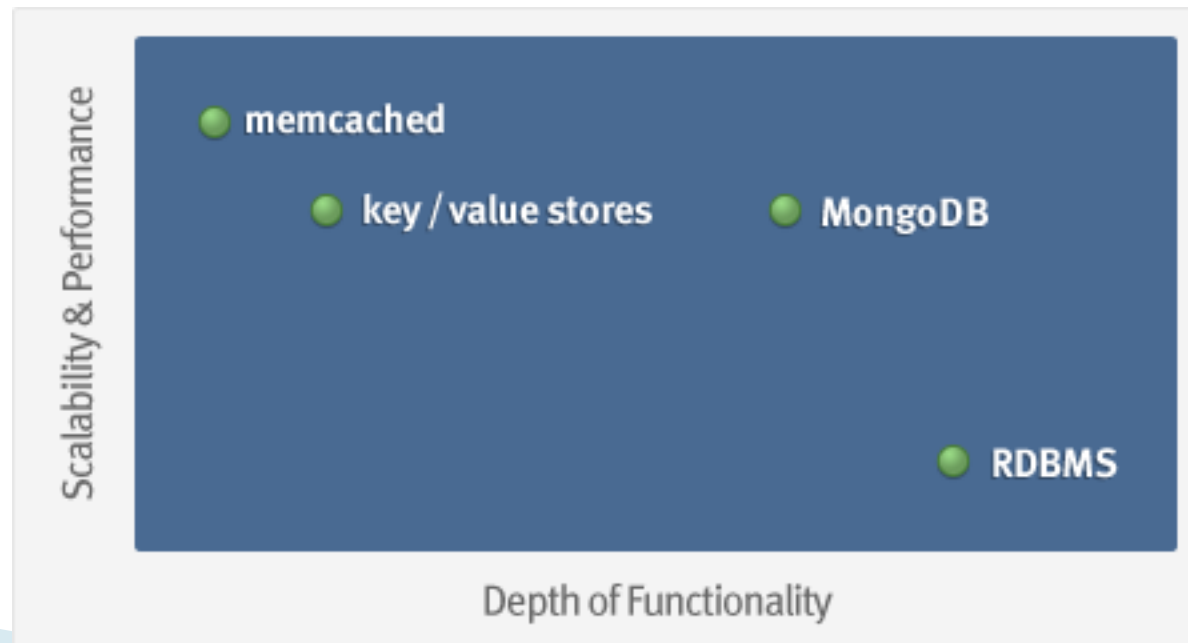 Scalability & Performance
memcached
key / value stores
MongoDB
RDBMS
Depth of Functionality